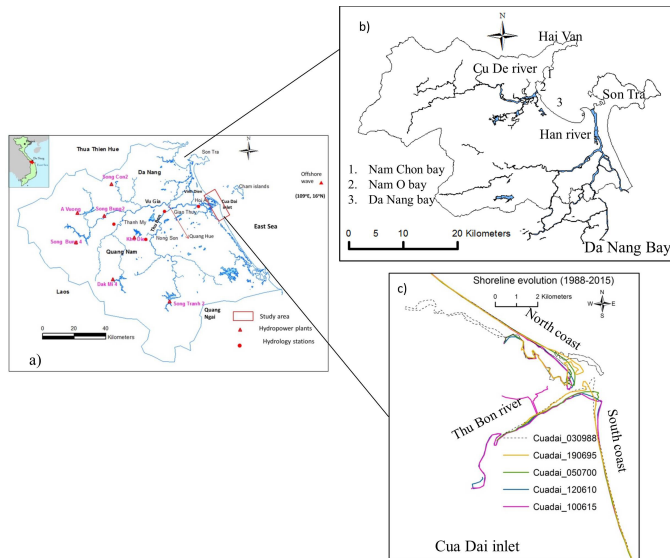 Thua Thien Hue
N
Son Tra
Da Nang
Song Con2
Cham islands
Offshore wave
(109°E, 16°N)
A Vuong
Song Bung2
Vu Gia
Vinh Dien
Hoi An
Cua Dai Inlet
Giao Thuy
East Sea
Thanh My
Song Bung 4
Nong Son
Quang Hue
Quang Nam
Laos
Dak Mi 4
Song Tranh 2
Quang Ngai
Study area
Hydropower plants
Hydrology stations
0 20 40
Kilometers
a)
b)
N
Hai Van
Cu De river
1
2
3
Son Tra
Han river
1. Nam Chon bay
2. Nam O bay
3. Da Nang bay
0 5 10 20 Kilometers
Da Nang Bay
c)
Shoreline evolution (1988-2015)
0 1 2
Kilometers
N
W E
S
North coast
Thu Bon river
South coast
Cuadai_030988
Cuadai_190695
Cuadai_050700
Cuadai_120610
Cuadai_100615
Cua Dai inlet